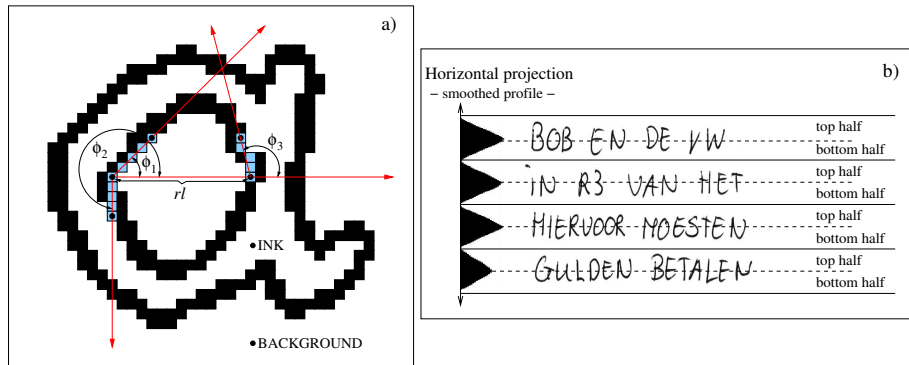 a)
ϕ2
ϕ1
ϕ3
rl
INK
BACKGROUND
b)
Horizontal projection
– smoothed profile –
BOB EN DE VW
top half
bottom half
iN R3 VAN HET
top half
bottom half
HIERVOOR MOESTEN
top half
bottom half
GULDEN BETALEN
top half
bottom half